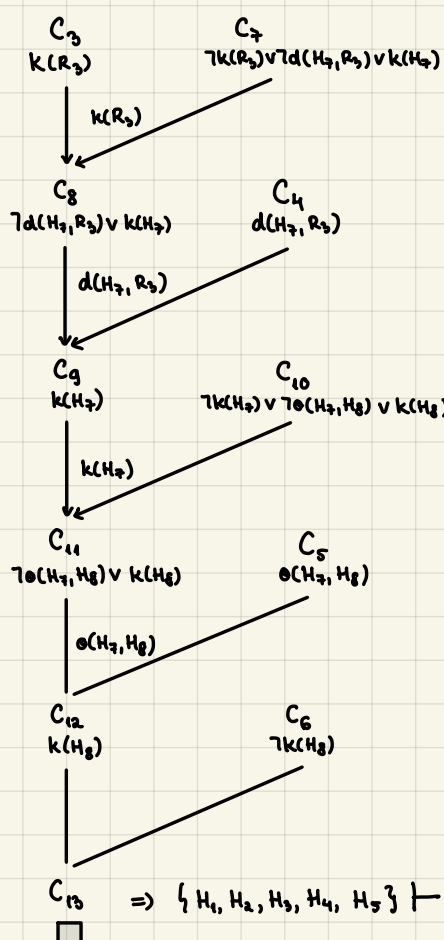 C₃ C₇
k(R₃) ┐k(R₃)∨┐d(H₇,R₃)∨k(H₇)
k(R₃)
C₈ C₄
┐d(H₇,R₃)∨ k(H₇) d(H₇,R₃)
d(H₇,R₃)
C₉ C₁₀
k(H₇) ┐k(H₇)∨┐o(H₇,H₈) ∨ k(H₈)
k(H₇)
C₁₁ C₅
┐o(H₇,H₈)∨ k(H₈) o(H₇,H₈)
o(H₇,H₈)
C₁₂ C₆
k(H₈) ┐k(H₈)
C₁₃ => {H₁, H₂, H₃, H₄, H₅} ⊢